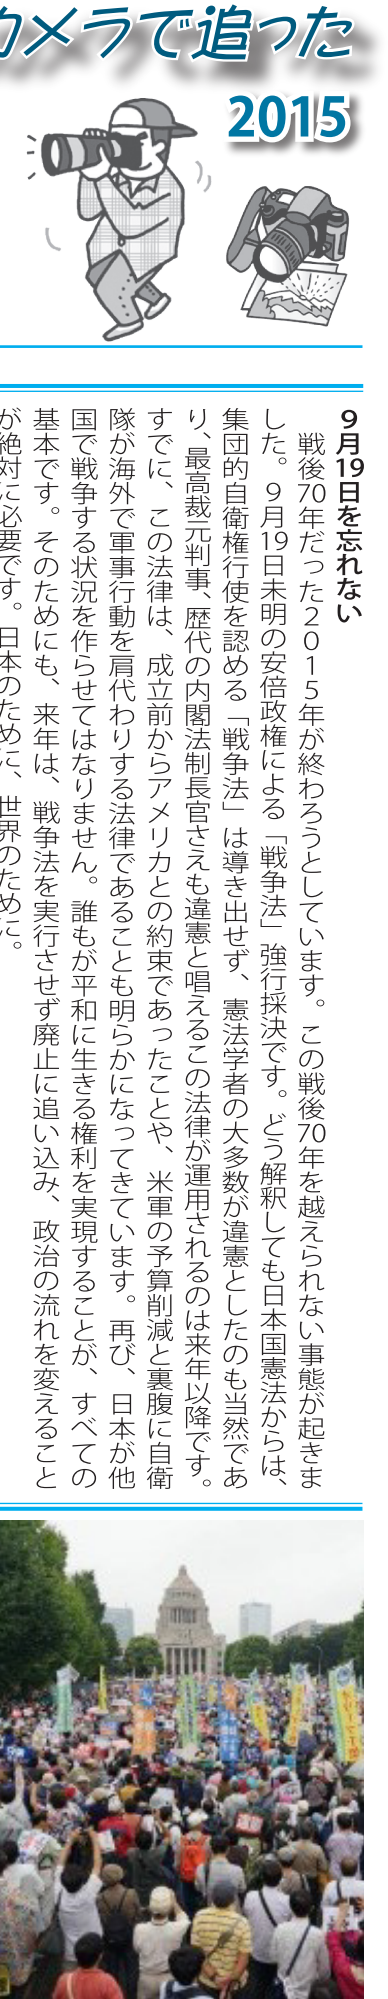 カメラで追った
2015
9月19日を忘れない
　戦後70年だった２０１５年が終わろうとしています。この戦後70年を越えられない事態が起きま
した。９月19日未明の安倍政権による「戦争法」強行採決です。どう解釈しても日本国憲法からは、
集団的自衛権行使を認める「戦争法」は導き出せず、憲法学者の大多数が違憲としたのも当然であ
り、最高裁元判事、歴代の内閣法制長官さえも違憲と唱えるこの法律が運用されるのは来年以降です。
すでに、この法律は、成立前からアメリカとの約束であったことや、米軍の予算削減と裏腹に自衛
隊が海外で軍事行動を肩代わりする法律であることも明らかになってきています。再び、日本が他
国で戦争する状況を作らせてはなりません。誰もが平和に生きる権利を実現することが、すべての
基本です。そのためにも、来年は、戦争法を実行させず廃止に追い込み、政治の流れを変えること
が絶対に必要です。日本のために、世界のために。